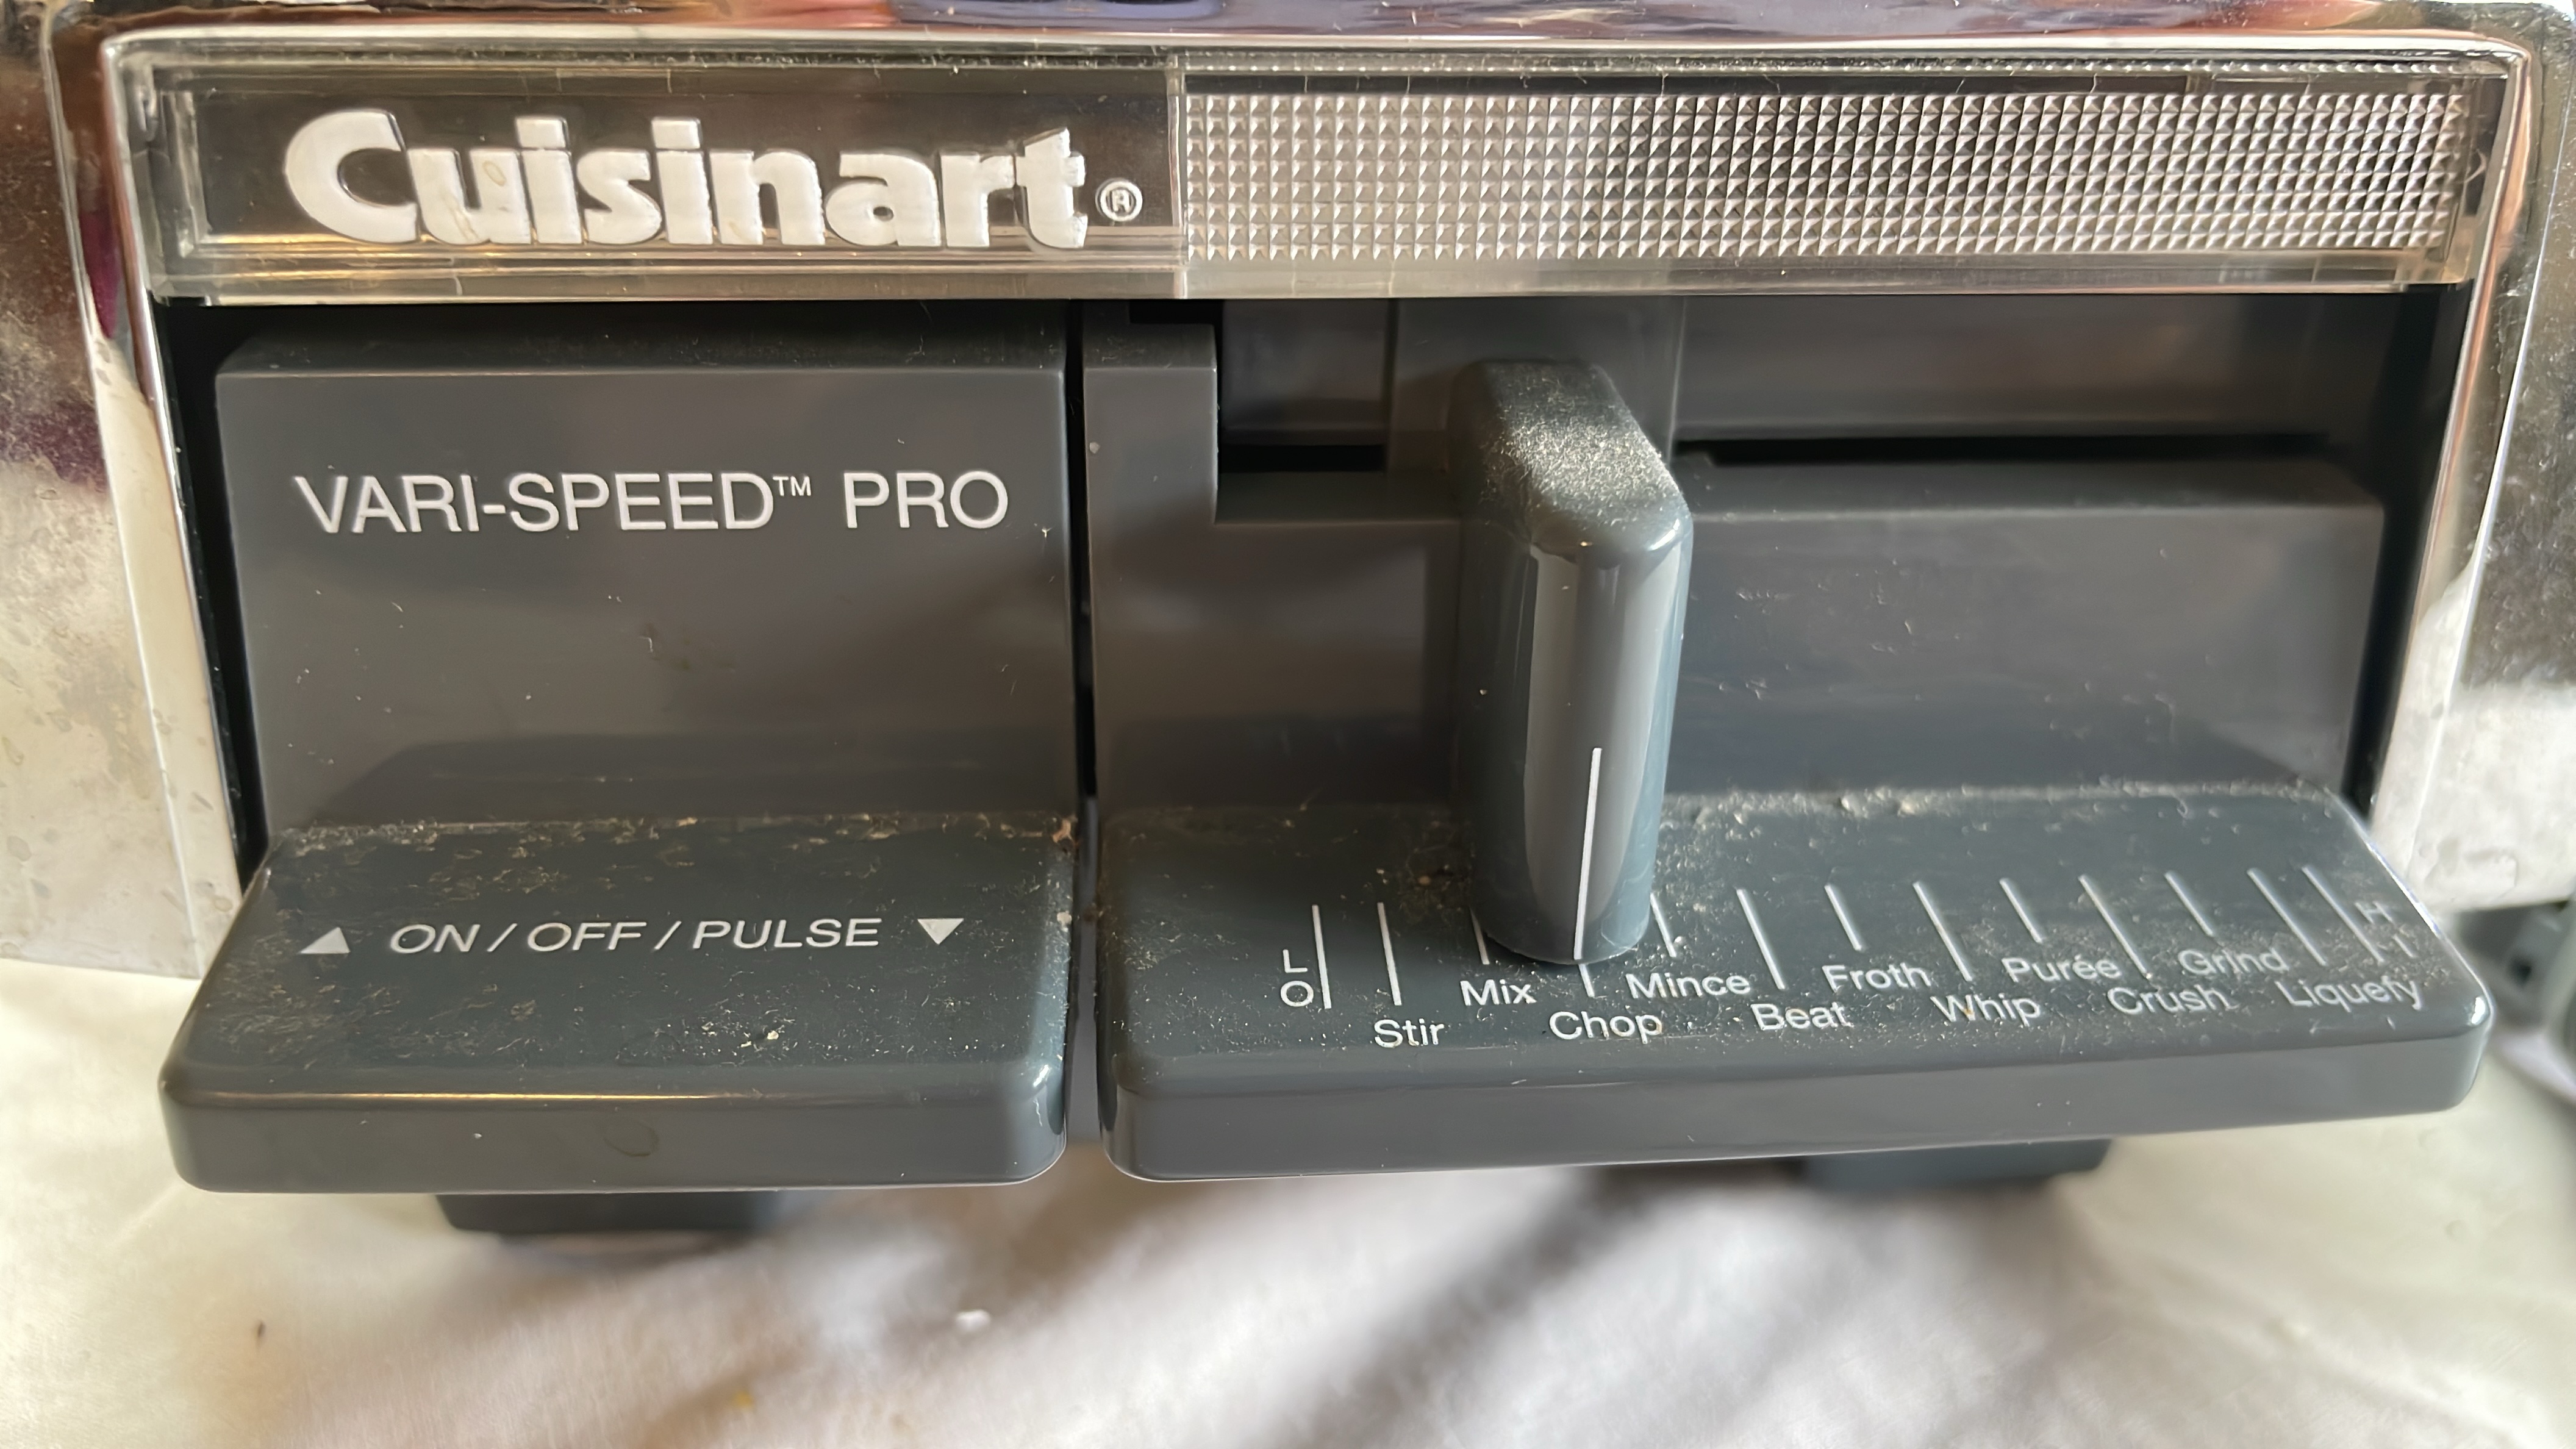 Cuisinart®
VARI-SPEED™ PRO
▲ ON / OFF / PULSE ▼
LO
Mix Mince Froth Purée Grind HI
Stir Chop Beat Whip Crush Liquefy